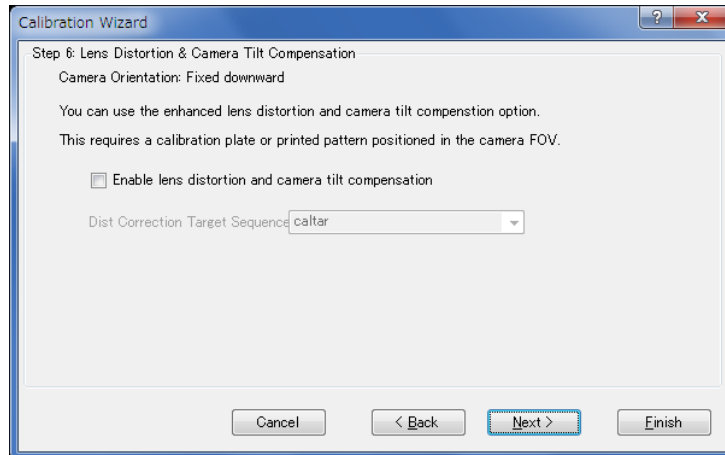 Calibration Wizard
Step 6: Lens Distortion & Camera Tilt Compensation
Camera Orientation: Fixed downward
You can use the enhanced lens distortion and camera tilt compenstion option.
This requires a calibration plate or printed pattern positioned in the camera FOV.
Enable lens distortion and camera tilt compensation
Dist Correction Target Sequence caltar
Cancel < Back Next > Finish